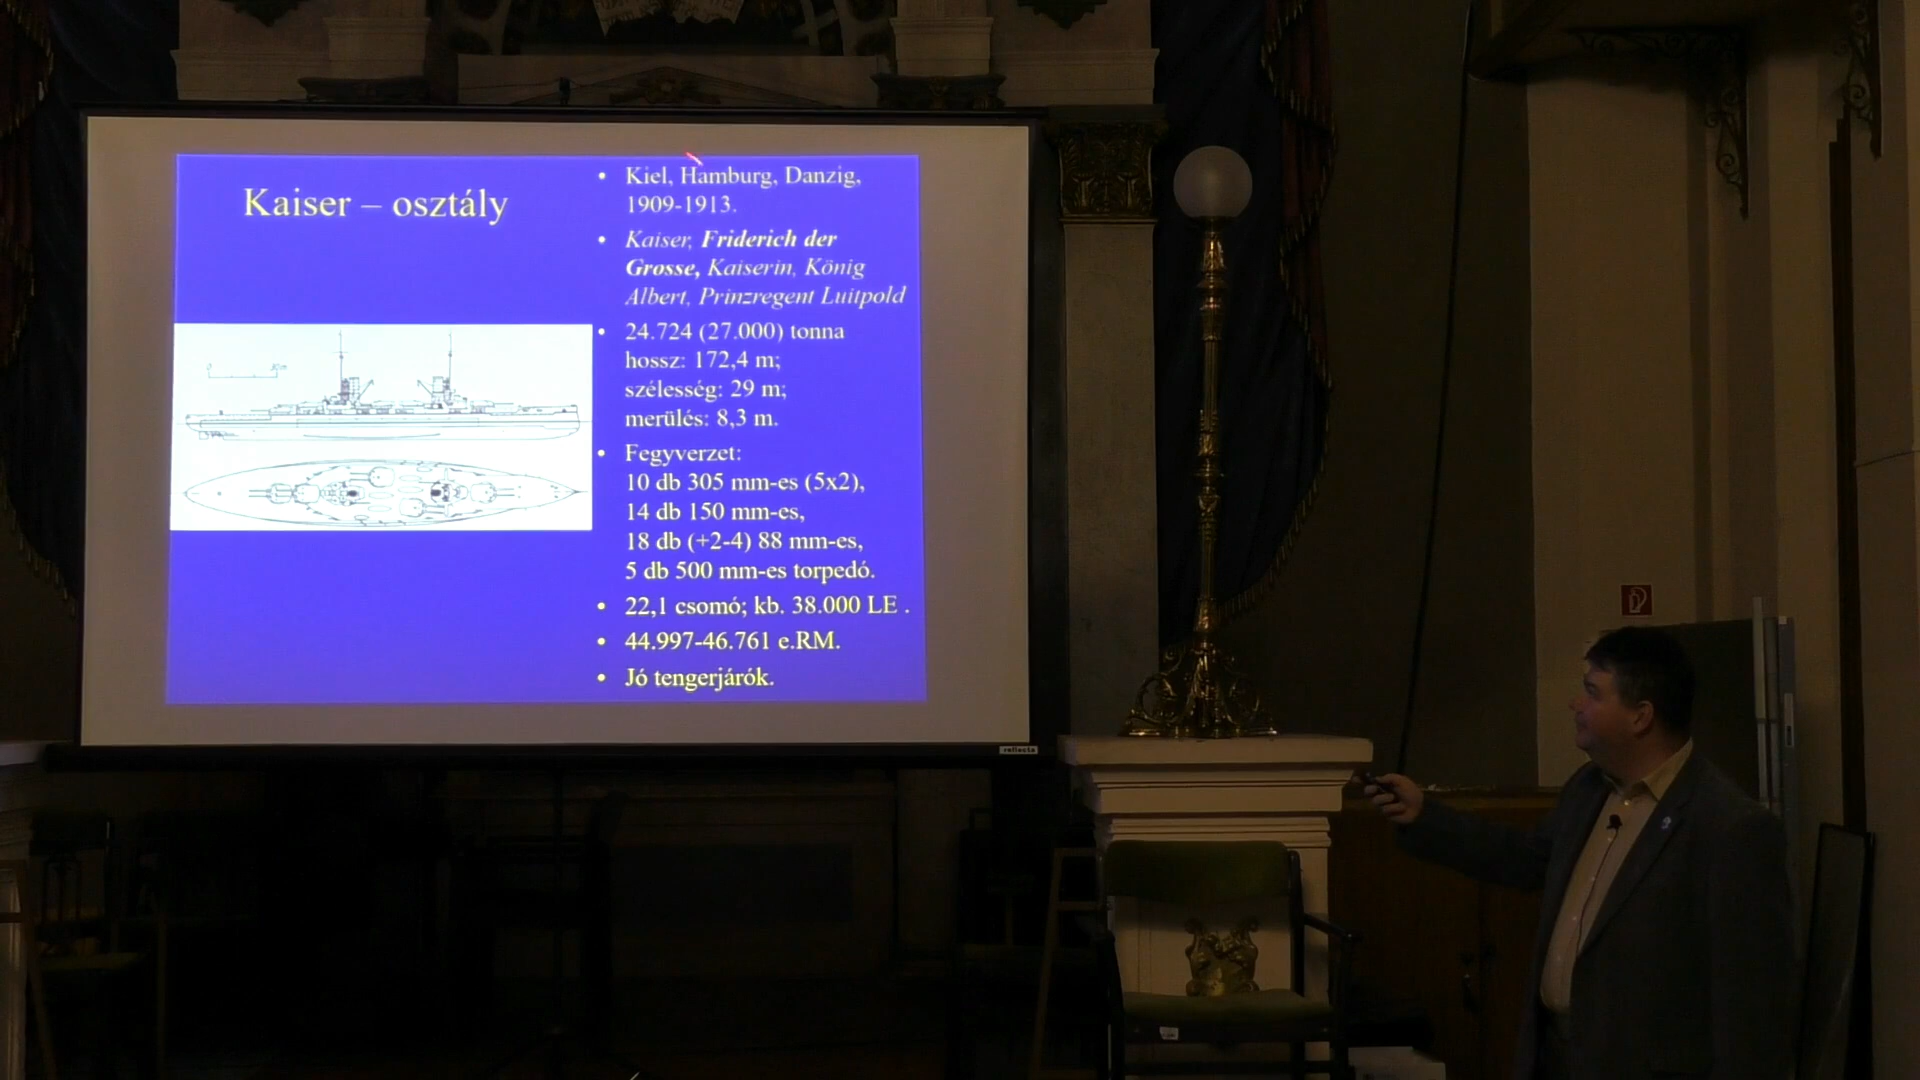 Kaiser – osztály
• Kiel, Hamburg, Danzig,
1909-1913.
• Kaiser, Friderich der
Grosse, Kaiserin, König
Albert, Prinzregent Luitpold
• 24.724 (27.000) tonna
hossz: 172,4 m;
szélesség: 29 m;
merülés: 8,3 m.
• Fegyverzet:
10 db 305 mm-es (5x2),
14 db 150 mm-es,
18 db (+2-4) 88 mm-es,
5 db 500 mm-es torpedó.
• 22,1 csomó; kb. 38.000 LE .
• 44.997-46.761 e.RM.
• Jó tengerjárók.
reflecta